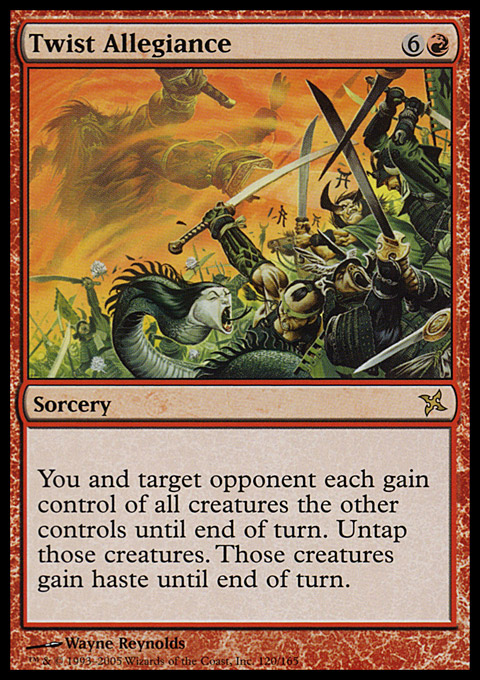 Twist Allegiance 6
Sorcery
You and target opponent each gain
control of all creatures the other
controls until end of turn. Untap
those creatures. Those creatures
gain haste until end of turn.
Wayne Reynolds
™ & © 1993-2005 Wizards of the Coast, Inc. 120/165